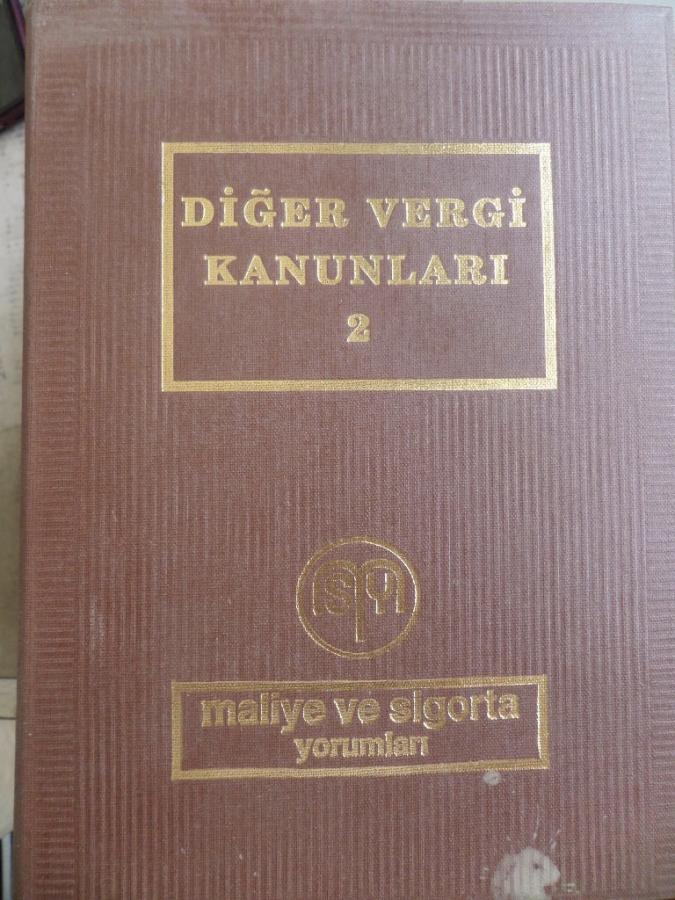 DİĞER VERGİ
KANUNLARI
2
maliye ve sigorta
yorumları